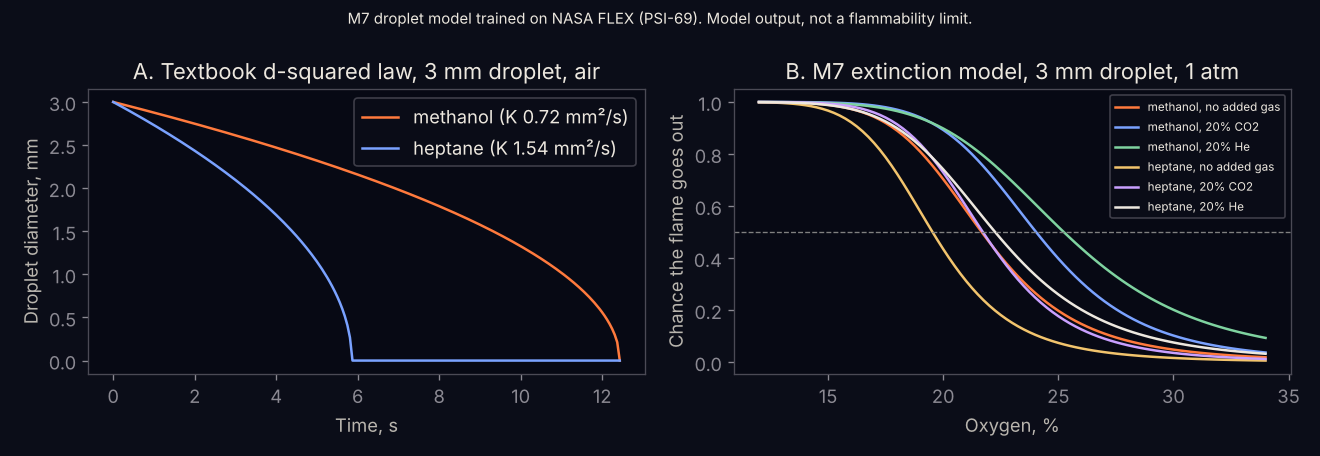 M7 droplet model trained on NASA FLEX (PSI-69). Model output, not a flammability limit.
A. Textbook d-squared law, 3 mm droplet, air
methanol (K 0.72 mm²/s)
heptane (K 1.54 mm²/s)
Droplet diameter, mm
3.0
2.5
2.0
1.5
1.0
0.5
0.0
0 2 4 6 8 10 12
Time, s
B. M7 extinction model, 3 mm droplet, 1 atm
methanol, no added gas
methanol, 20% CO2
methanol, 20% He
heptane, no added gas
heptane, 20% CO2
heptane, 20% He
Chance the flame goes out
1.0
0.8
0.6
0.4
0.2
0.0
15 20 25 30 35
Oxygen, %